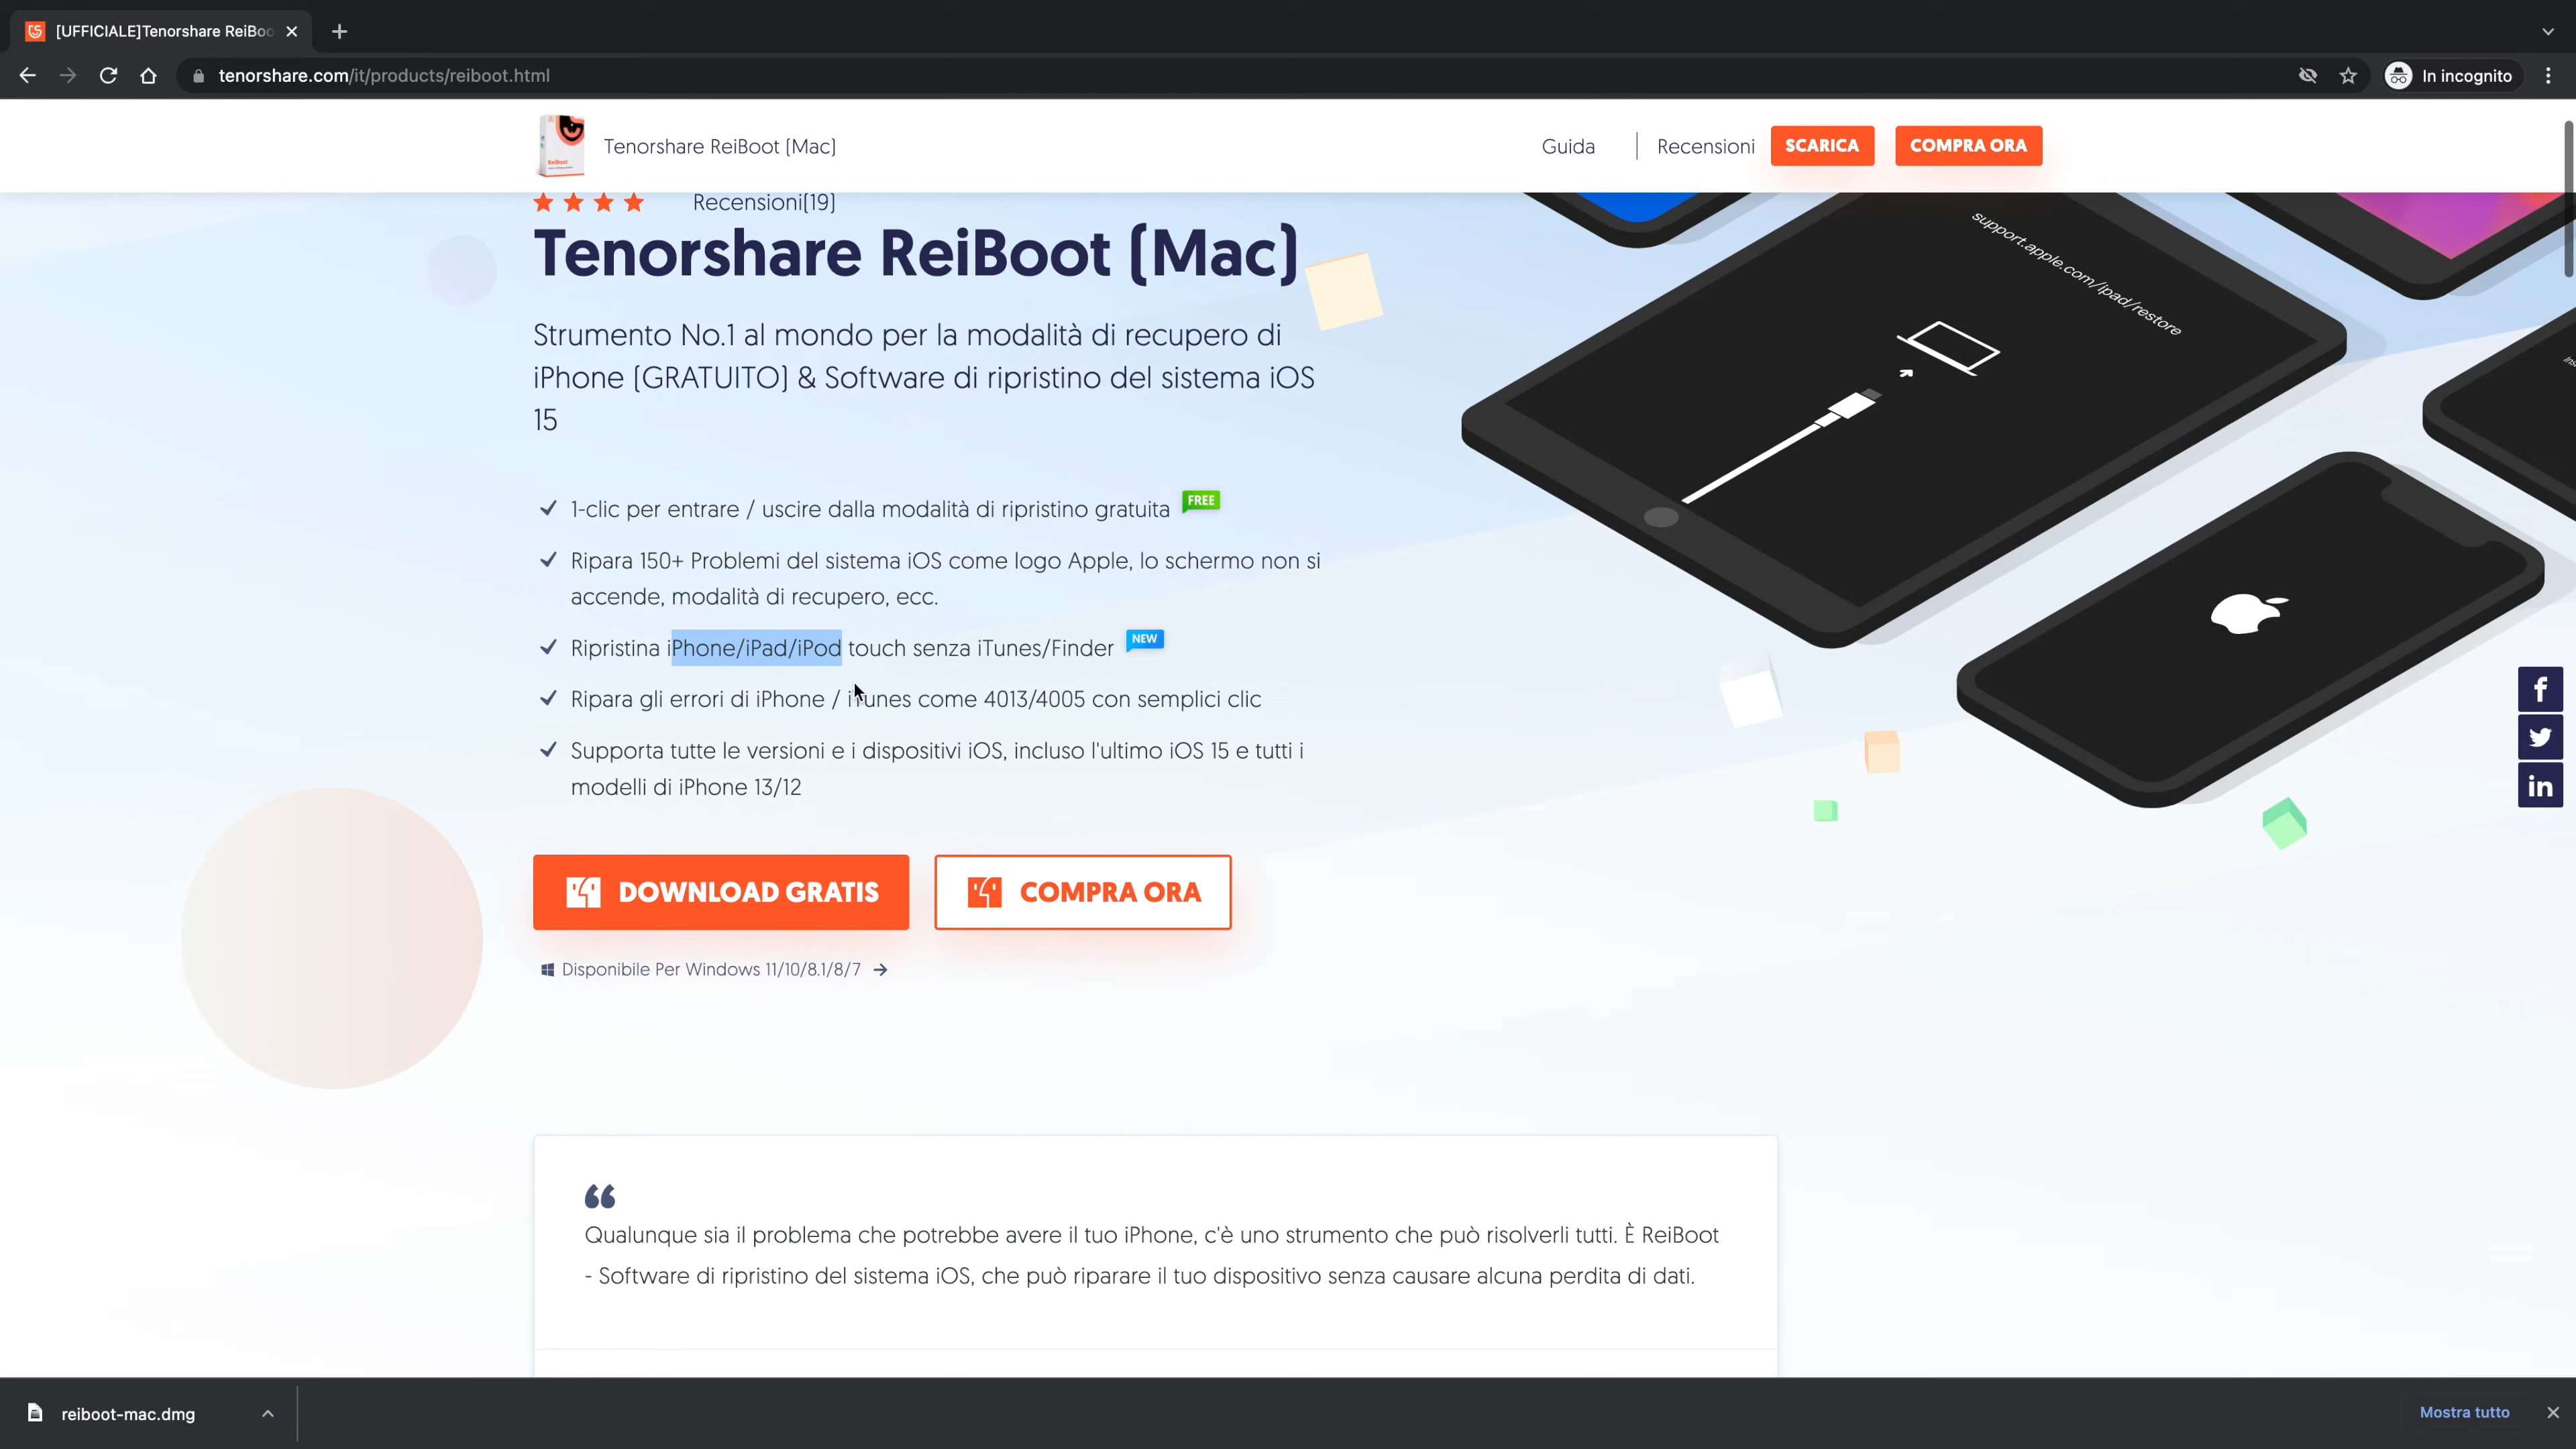 [UFFICIALE]Tenorshare ReiBoo
tenorshare.com/it/products/reiboot.html
In incognito
ReiBoot
Tenorshare ReiBoot (Mac)
Guida
Recensioni
SCARICA
COMPRA ORA
Recensioni(19)
Tenorshare ReiBoot (Mac)
Strumento No.1 al mondo per la modalità di recupero di
iPhone (GRATUITO) & Software di ripristino del sistema iOS
15
1-clic per entrare / uscire dalla modalità di ripristino gratuita FREE
Ripara 150+ Problemi del sistema iOS come logo Apple, lo schermo non si
accende, modalità di recupero, ecc.
Ripristina iPhone/iPad/iPod touch senza iTunes/Finder NEW
Ripara gli errori di iPhone / iTunes come 4013/4005 con semplici clic
Supporta tutte le versioni e i dispositivi iOS, incluso l'ultimo iOS 15 e tutti i
modelli di iPhone 13/12
support.apple.com/ipad/restore
DOWNLOAD GRATIS
COMPRA ORA
Disponibile Per Windows 11/10/8.1/8/7
Qualunque sia il problema che potrebbe avere il tuo iPhone, c'è uno strumento che può risolverli tutti. È ReiBoot
- Software di ripristino del sistema iOS, che può riparare il tuo dispositivo senza causare alcuna perdita di dati.
reiboot-mac.dmg
Mostra tutto